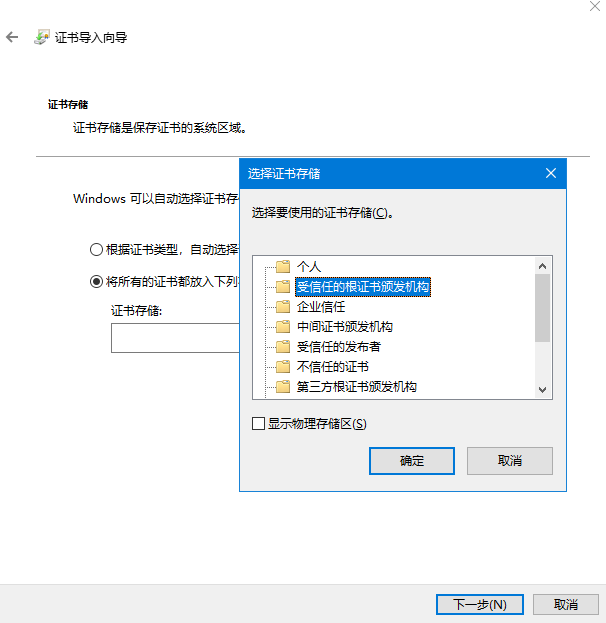 证书导入向导
证书存储
证书存储是保存证书的系统区域。
选择证书存储
Windows 可以自动选择证书存
选择要使用的证书存储(C)。
根据证书类型，自动选择
将所有的证书都放入下列
证书存储:
个人
受信任的根证书颁发机构
企业信任
中间证书颁发机构
受信任的发布者
不信任的证书
第三方根证书颁发机构
显示物理存储区(S)
确定
取消
下一步(N)
取消